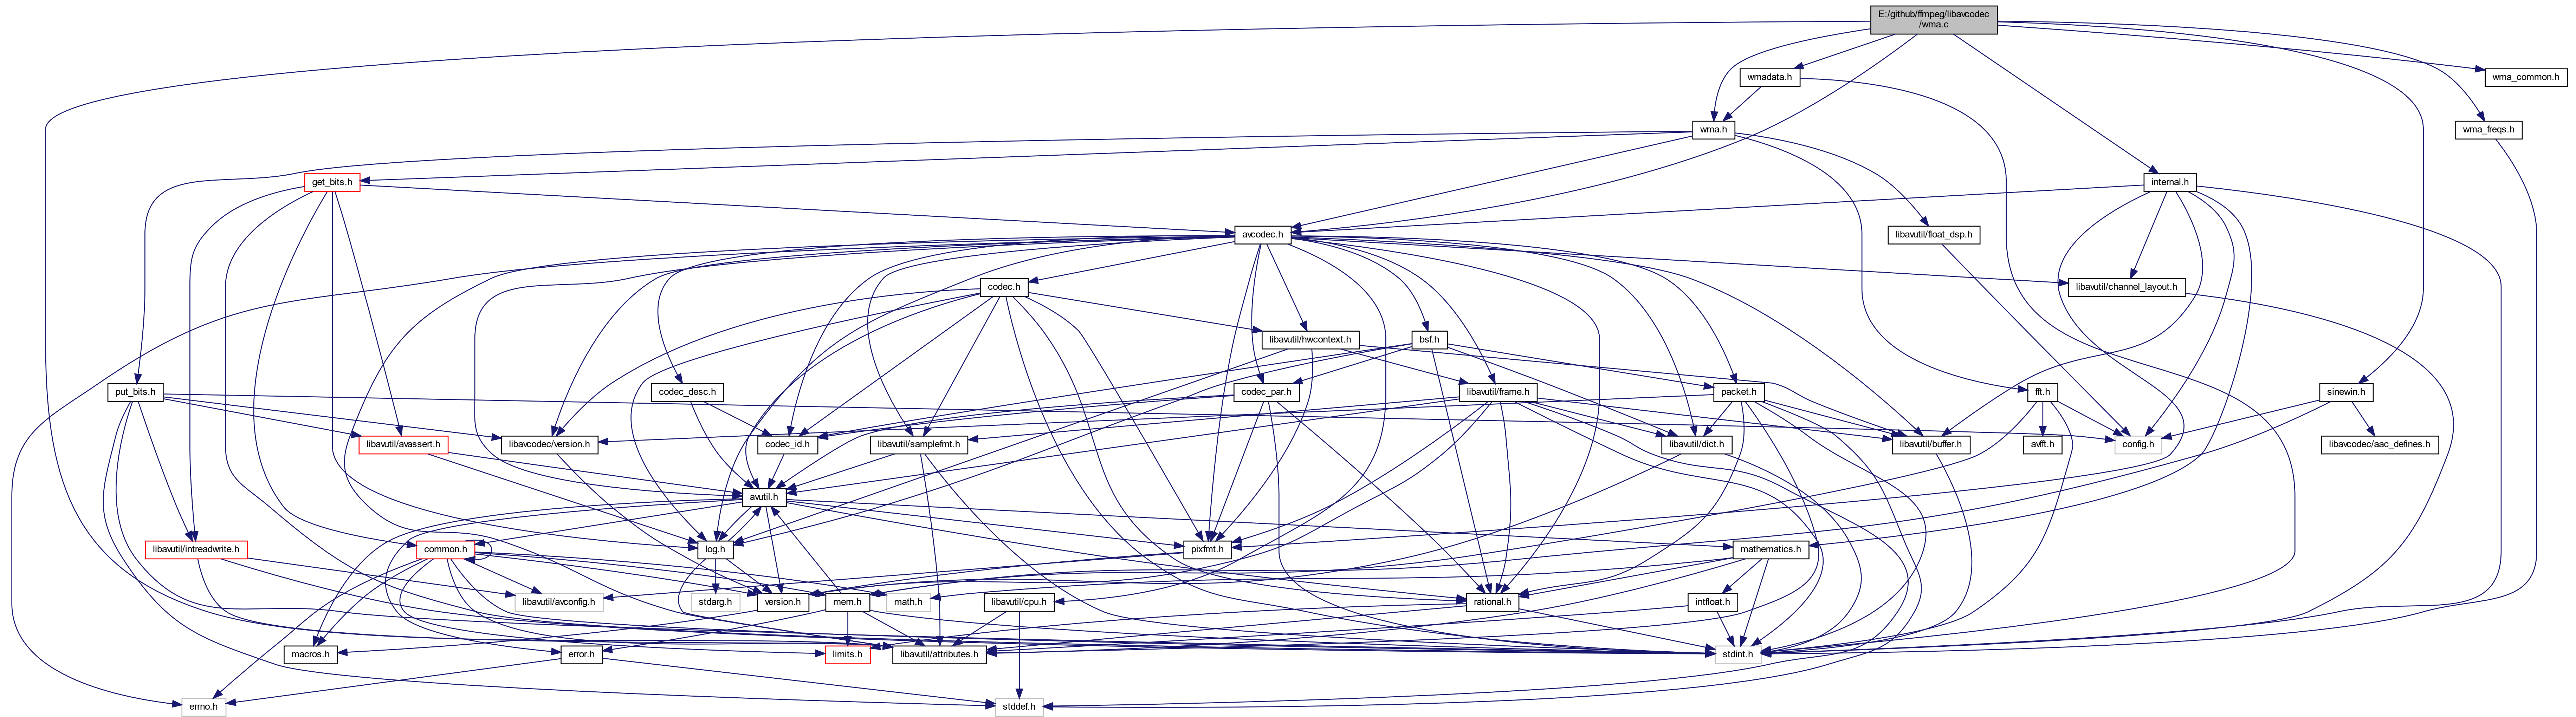 E:/github/ffmpeg/libavcodec
/wma.c
wmadata.h
wma_common.h
wma.h
wma_freqs.h
get_bits.h
internal.h
avcodec.h
libavutil/float_dsp.h
codec.h
libavutil/channel_layout.h
libavutil/hwcontext.h
bsf.h
put_bits.h
codec_desc.h
codec_par.h
libavutil/frame.h
packet.h
fft.h
sinewin.h
libavutil/avassert.h
libavcodec/version.h
codec_id.h
libavutil/samplefmt.h
libavutil/dict.h
libavutil/buffer.h
avfft.h
config.h
libavcodec/aac_defines.h
avutil.h
libavutil/intreadwrite.h
common.h
log.h
pixfmt.h
mathematics.h
libavutil/avconfig.h
stdarg.h
version.h
mem.h
math.h
libavutil/cpu.h
rational.h
intfloat.h
macros.h
error.h
limits.h
libavutil/attributes.h
stdint.h
errno.h
stddef.h